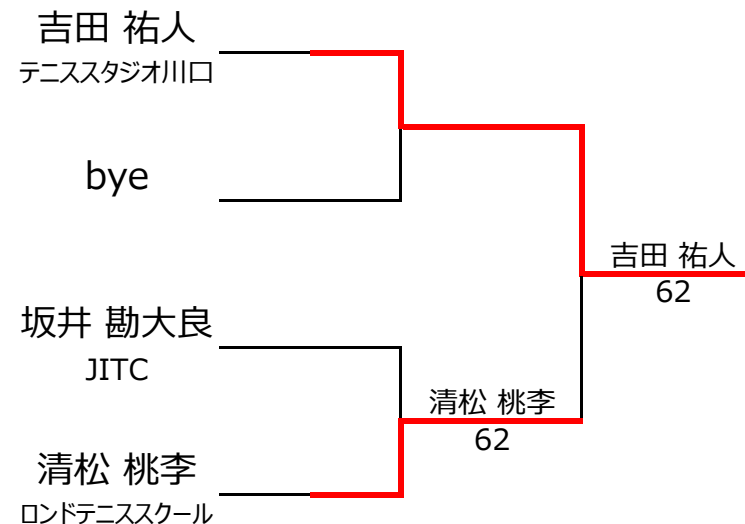 吉田 祐人
テニススタジオ川口
bye
吉田 祐人
62
坂井 勘大良
JITC
清松 桃李
62
清松 桃李
ロンドテニススクール